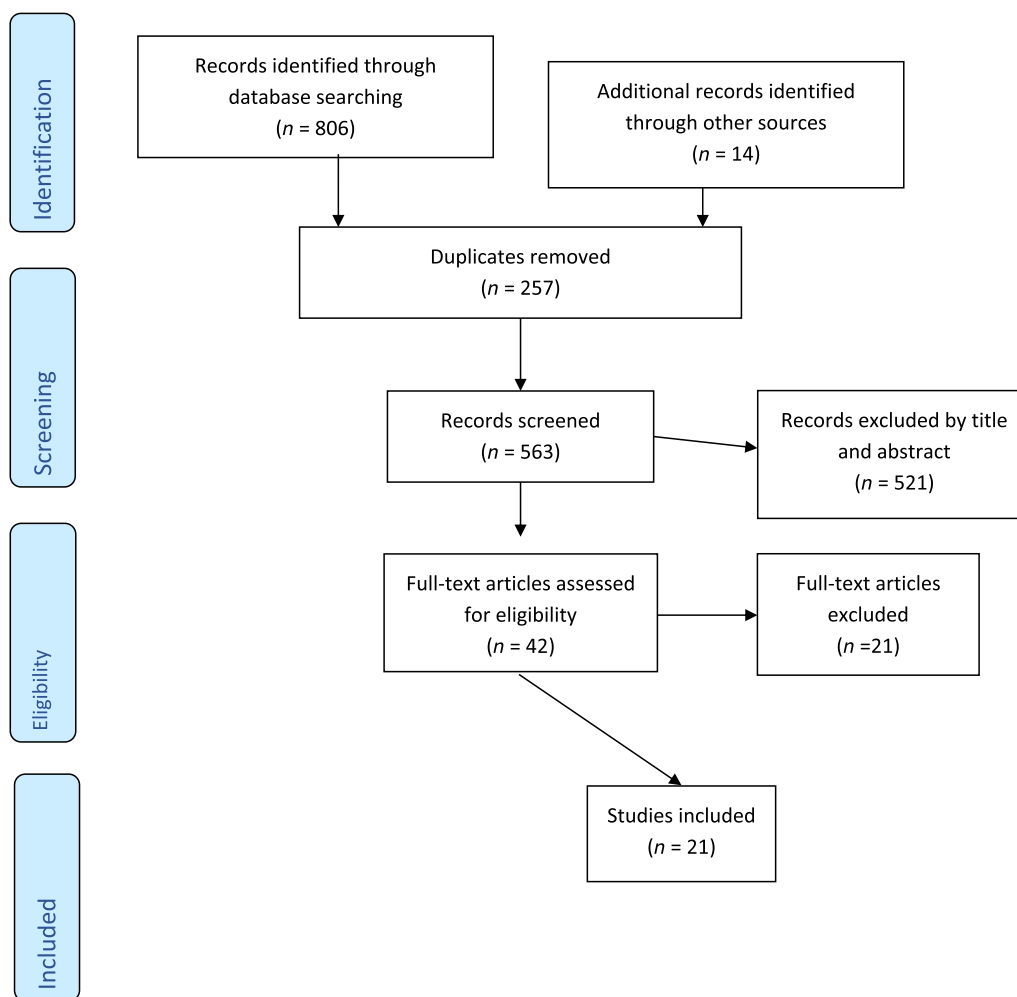 Identification
Records identified through
database searching
(n = 806)
Additional records identified
through other sources
(n = 14)
Duplicates removed
(n = 257)
Screening
Records screened
(n = 563)
Records excluded by title
and abstract
(n = 521)
Eligibility
Full-text articles assessed
for eligibility
(n = 42)
Full-text articles
excluded
(n =21)
Included
Studies included
(n = 21)